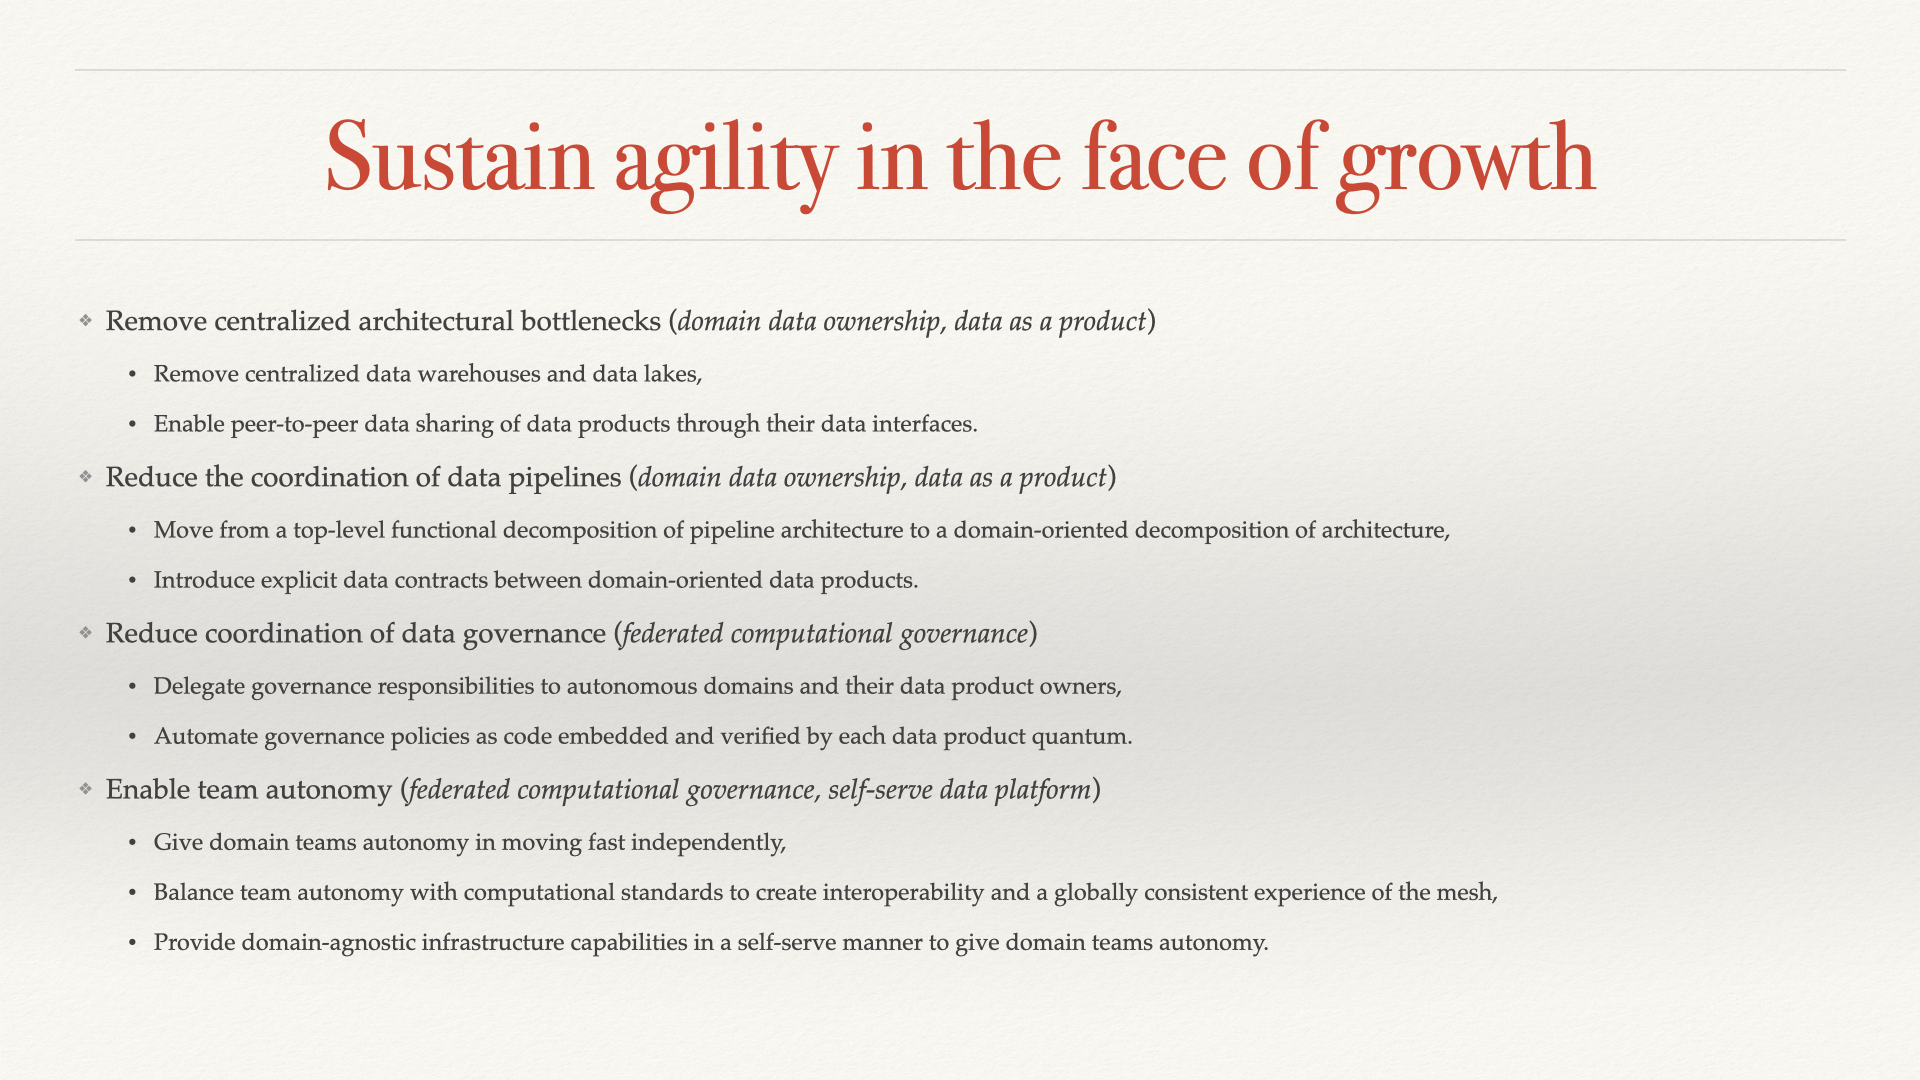 Sustain agility in the face of growth
❖ Remove centralized architectural bottlenecks (domain data ownership, data as a product)
• Remove centralized data warehouses and data lakes,
• Enable peer-to-peer data sharing of data products through their data interfaces.
❖ Reduce the coordination of data pipelines (domain data ownership, data as a product)
• Move from a top-level functional decomposition of pipeline architecture to a domain-oriented decomposition of architecture,
• Introduce explicit data contracts between domain-oriented data products.
❖ Reduce coordination of data governance (federated computational governance)
• Delegate governance responsibilities to autonomous domains and their data product owners,
• Automate governance policies as code embedded and verified by each data product quantum.
❖ Enable team autonomy (federated computational governance, self-serve data platform)
• Give domain teams autonomy in moving fast independently,
• Balance team autonomy with computational standards to create interoperability and a globally consistent experience of the mesh,
• Provide domain-agnostic infrastructure capabilities in a self-serve manner to give domain teams autonomy.